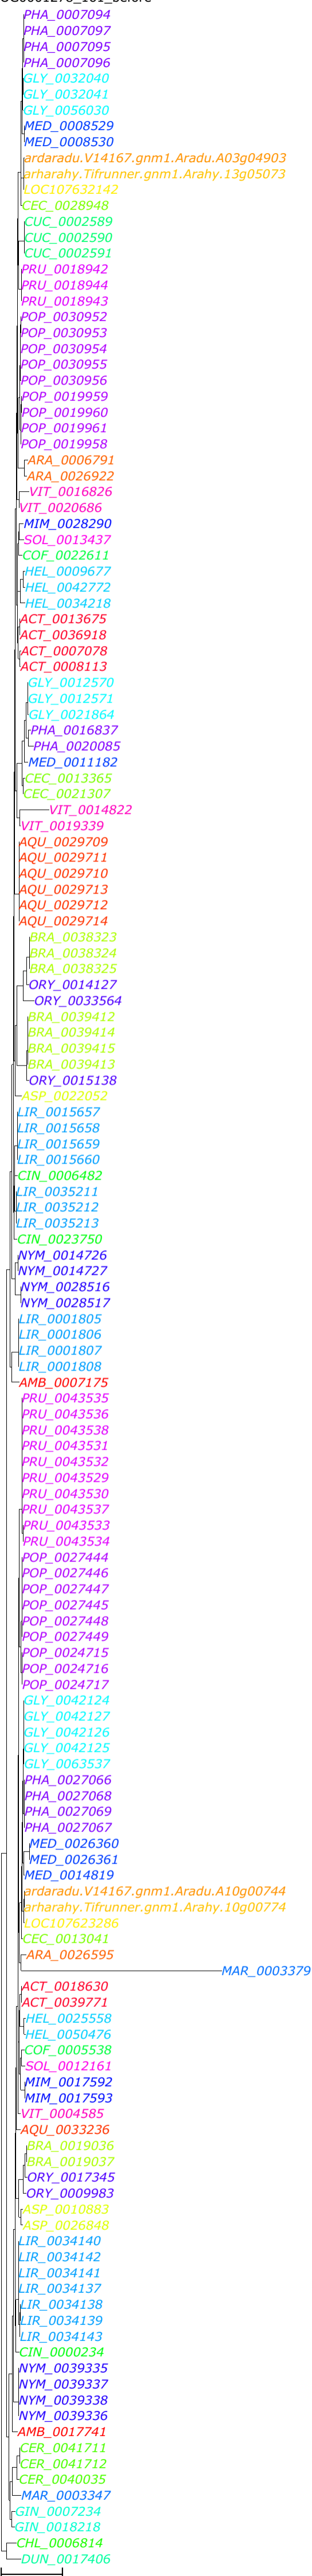 PHA_0007094
PHA_0007097
PHA_0007095
PHA_0007096
GLY_0032040
GLY_0032041
GLY_0056030
MED_0008529
MED_0008530
ardaradu.V14167.gnm1.Aradu.A03g04903
arharahy.Tifrunner.gnm1.Arahy.13g05073
LOC107632142
CEC_0028948
CUC_0002589
CUC_0002590
CUC_0002591
PRU_0018942
PRU_0018944
PRU_0018943
POP_0030952
POP_0030953
POP_0030954
POP_0030955
POP_0030956
POP_0019959
POP_0019960
POP_0019961
POP_0019958
ARA_0006791
ARA_0026922
VIT_0016826
VIT_0020686
MIM_0028290
SOL_0013437
COF_0022611
HEL_0009677
HEL_0042772
HEL_0034218
ACT_0013675
ACT_0036918
ACT_0007078
ACT_0008113
GLY_0012570
GLY_0012571
GLY_0021864
PHA_0016837
PHA_0020085
MED_0011182
CEC_0013365
CEC_0021307
VIT_0014822
VIT_0019339
AQU_0029709
AQU_0029711
AQU_0029710
AQU_0029713
AQU_0029712
AQU_0029714
BRA_0038323
BRA_0038324
BRA_0038325
ORY_0014127
ORY_0033564
BRA_0039412
BRA_0039414
BRA_0039415
BRA_0039413
ORY_0015138
ASP_0022052
LIR_0015657
LIR_0015658
LIR_0015659
LIR_0015660
CIN_0006482
LIR_0035211
LIR_0035212
LIR_0035213
CIN_0023750
NYM_0014726
NYM_0014727
NYM_0028516
NYM_0028517
LIR_0001805
LIR_0001806
LIR_0001807
LIR_0001808
AMB_0007175
PRU_0043535
PRU_0043536
PRU_0043538
PRU_0043531
PRU_0043532
PRU_0043529
PRU_0043530
PRU_0043537
PRU_0043533
PRU_0043534
POP_0027444
POP_0027446
POP_0027447
POP_0027445
POP_0027448
POP_0027449
POP_0024715
POP_0024716
POP_0024717
GLY_0042124
GLY_0042127
GLY_0042126
GLY_0042125
GLY_0063537
PHA_0027066
PHA_0027068
PHA_0027069
PHA_0027067
MED_0026360
MED_0026361
MED_0014819
ardaradu.V14167.gnm1.Aradu.A10g00744
arharahy.Tifrunner.gnm1.Arahy.10g00774
LOC107623286
CEC_0013041
ARA_0026595
MAR_0003379
ACT_0018630
ACT_0039771
HEL_0025558
HEL_0050476
COF_0005538
SOL_0012161
MIM_0017592
MIM_0017593
VIT_0004585
AQU_0033236
BRA_0019036
BRA_0019037
ORY_0017345
ORY_0009983
ASP_0010883
ASP_0026848
LIR_0034140
LIR_0034142
LIR_0034141
LIR_0034137
LIR_0034138
LIR_0034139
LIR_0034143
CIN_0000234
NYM_0039335
NYM_0039337
NYM_0039338
NYM_0039336
AMB_0017741
CER_0041711
CER_0041712
CER_0040035
MAR_0003347
GIN_0007234
GIN_0018218
CHL_0006814
DUN_0017406